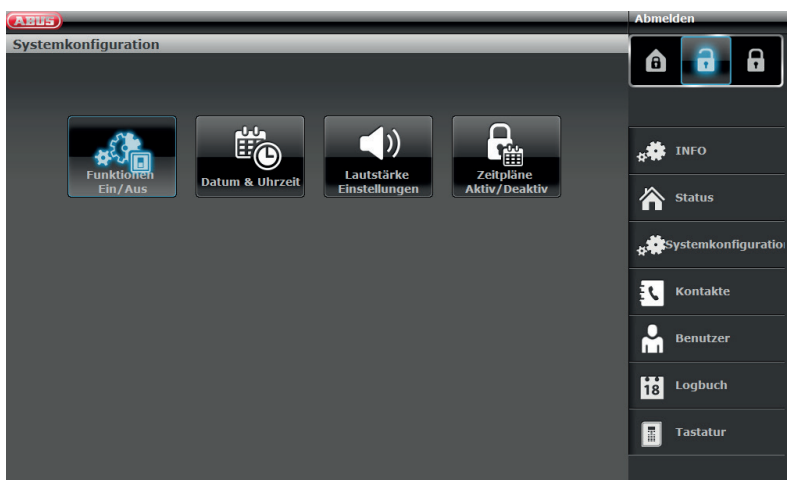 ABUS
Abmelden
Systemkonfiguration
Funktionen
Ein/Aus
Datum & Uhrzeit
Lautstärke
Einstellungen
Zeitpläne
Aktiv/Deaktiv
INFO
Status
Systemkonfiguratio
Kontakte
Benutzer
18
Logbuch
Tastatur